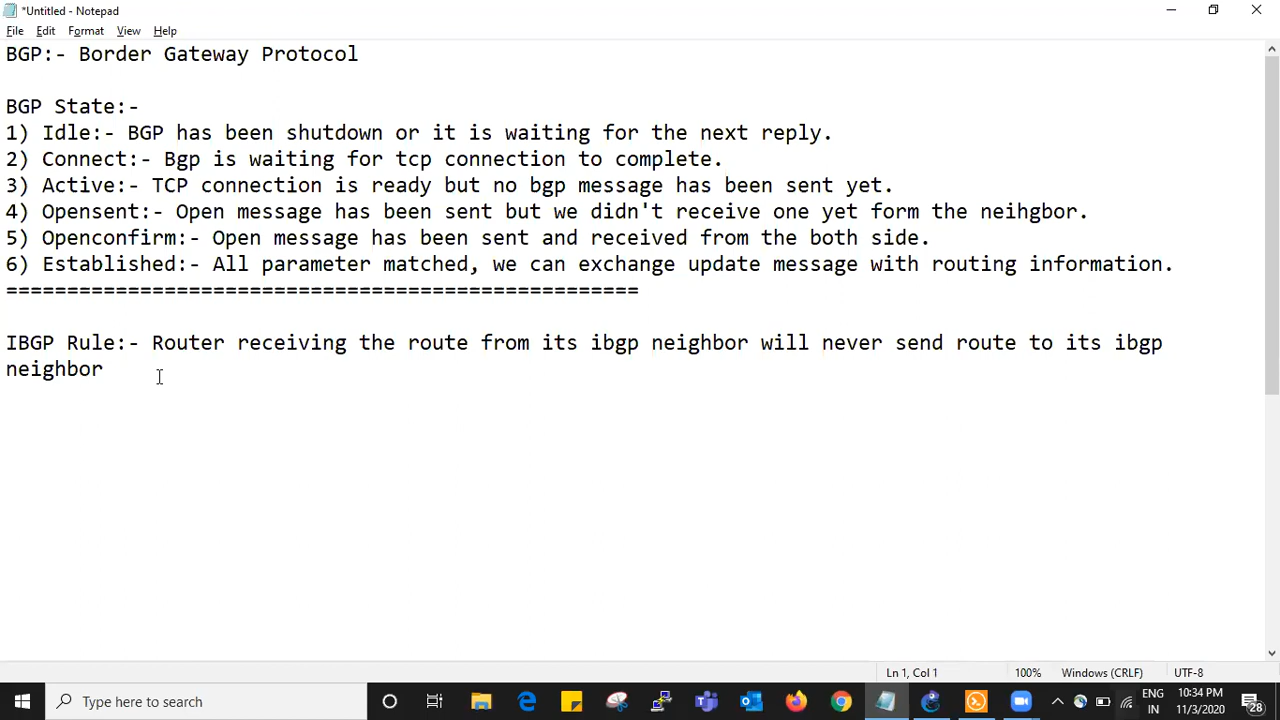 *Untitled - Notepad
File Edit Format View Help
BGP:- Border Gateway Protocol
BGP State:-
1) Idle:- BGP has been shutdown or it is waiting for the next reply.
2) Connect:- Bgp is waiting for tcp connection to complete.
3) Active:- TCP connection is ready but no bgp message has been sent yet.
4) Opensent:- Open message has been sent but we didn't receive one yet form the neihgbor.
5) Openconfirm:- Open message has been sent and received from the both side.
6) Established:- All parameter matched, we can exchange update message with routing information.
====================================================
IBGP Rule:- Router receiving the route from its ibgp neighbor will never send route to its ibgp
neighbor
Ln 1, Col 1 100% Windows (CRLF) UTF-8
Type here to search
ENG 10:34 PM
IN 11/3/2020 28